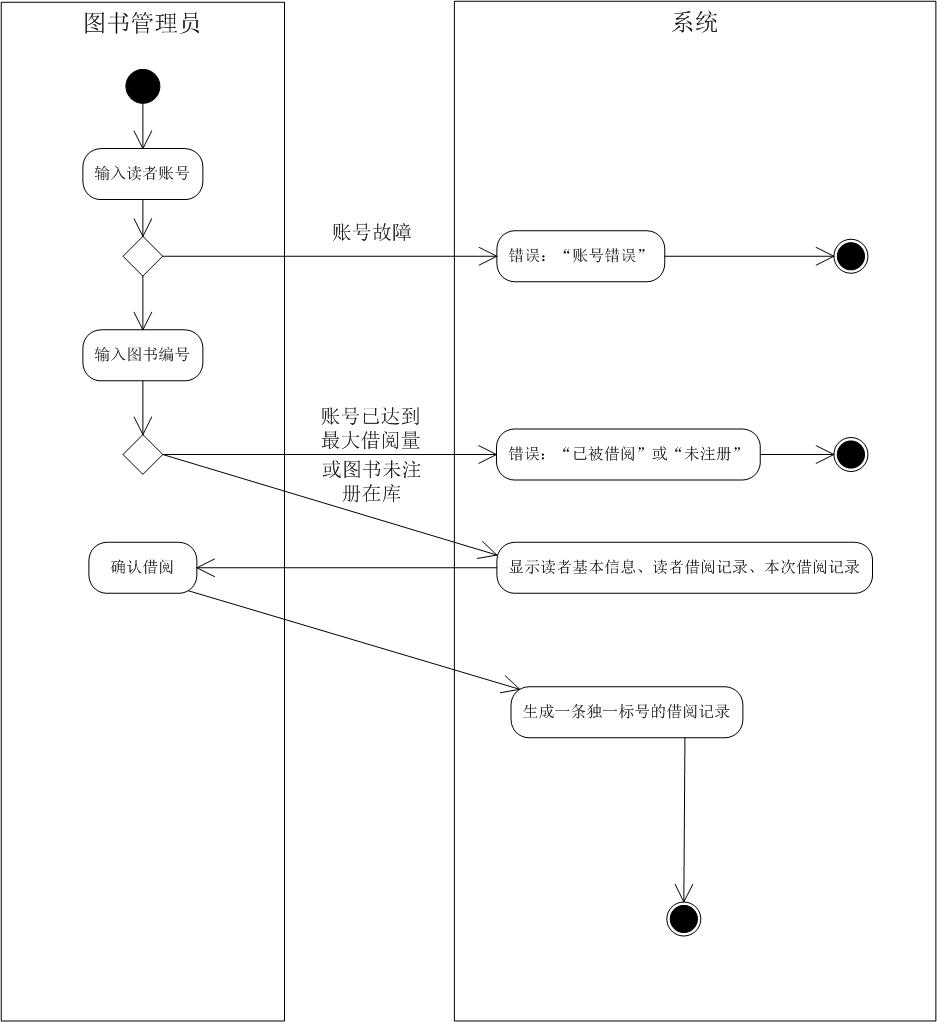 图书管理员
系统
输入读者账号
账号故障
错误：“账号错误”
输入图书编号
账号已达到
最大借阅量
或图书未注
册在库
错误：“已被借阅”或“未注册”
确认借阅
显示读者基本信息、读者借阅记录、本次借阅记录
生成一条独一标号的借阅记录